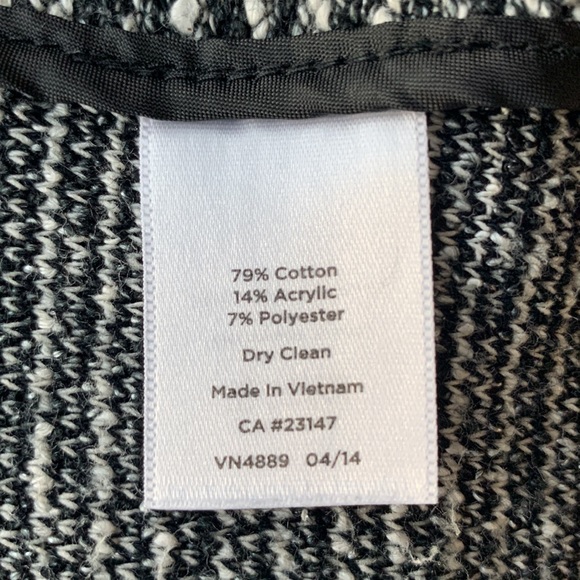 79% Cotton
14% Acrylic
7% Polyester
Dry Clean
Made In Vietnam
CA #23147
VN4889 04/14